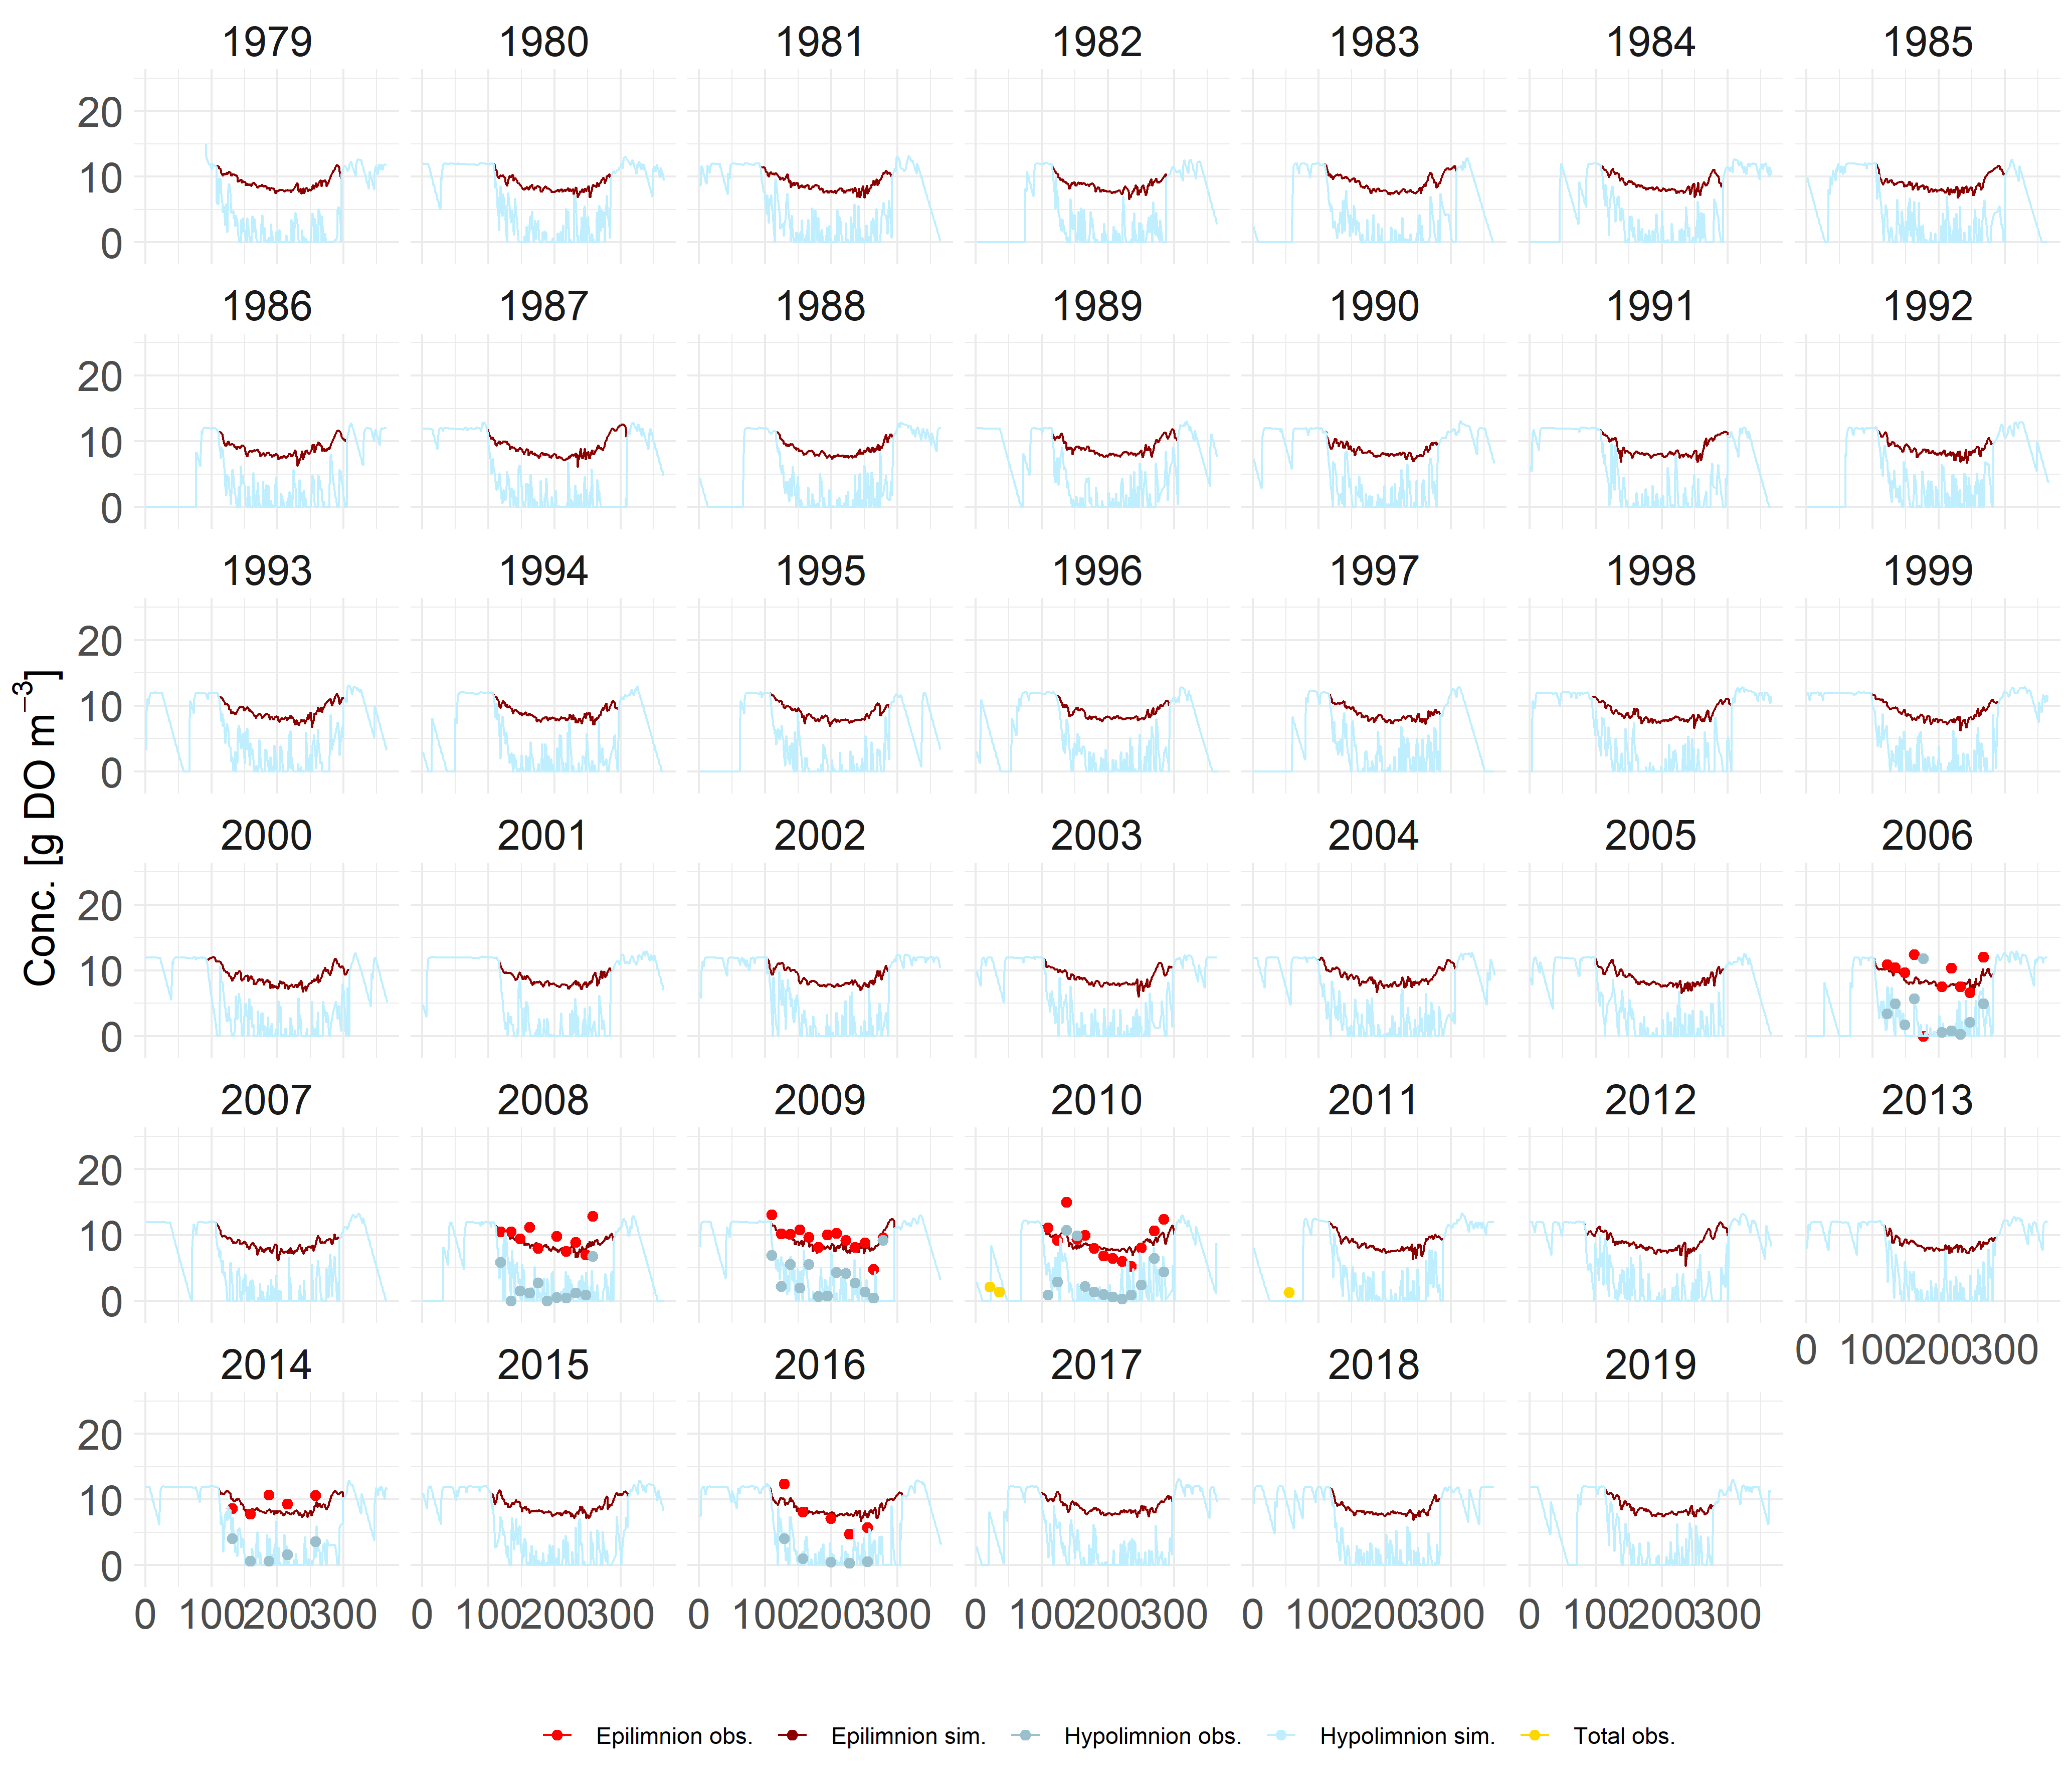 1979 1980 1981 1982 1983 1984 1985
20
10
0
1986 1987 1988 1989 1990 1991 1992
20
10
0
1993 1994 1995 1996 1997 1998 1999
20
10
0
Conc. [g DO m⁻³]
2000 2001 2002 2003 2004 2005 2006
20
10
0
2007 2008 2009 2010 2011 2012 2013
20
10
0
0 100 200 300
2014 2015 2016 2017 2018 2019
20
10
0
0 100 200 300 0 100 200 300 0 100 200 300 0 100 200 300 0 100 200 300 0 100 200 300
Epilimnion obs. Epilimnion sim. Hypolimnion obs. Hypolimnion sim. Total obs.